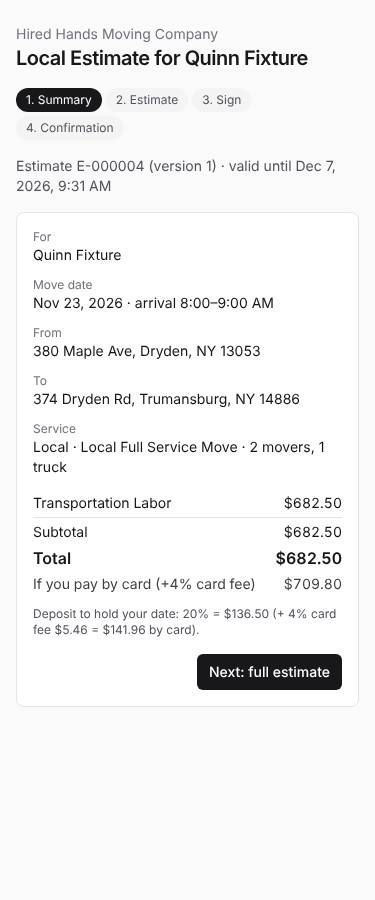 Hired Hands Moving Company
Local Estimate for Quinn Fixture
1. Summary 2. Estimate 3. Sign
4. Confirmation
Estimate E-000004 (version 1) · valid until Dec 7,
2026, 9:31 AM
For
Quinn Fixture
Move date
Nov 23, 2026 · arrival 8:00–9:00 AM
From
380 Maple Ave, Dryden, NY 13053
To
374 Dryden Rd, Trumansburg, NY 14886
Service
Local · Local Full Service Move · 2 movers, 1
truck
Transportation Labor $682.50
Subtotal $682.50
Total $682.50
If you pay by card (+4% card fee) $709.80
Deposit to hold your date: 20% = $136.50 (+ 4% card
fee $5.46 = $141.96 by card).
Next: full estimate